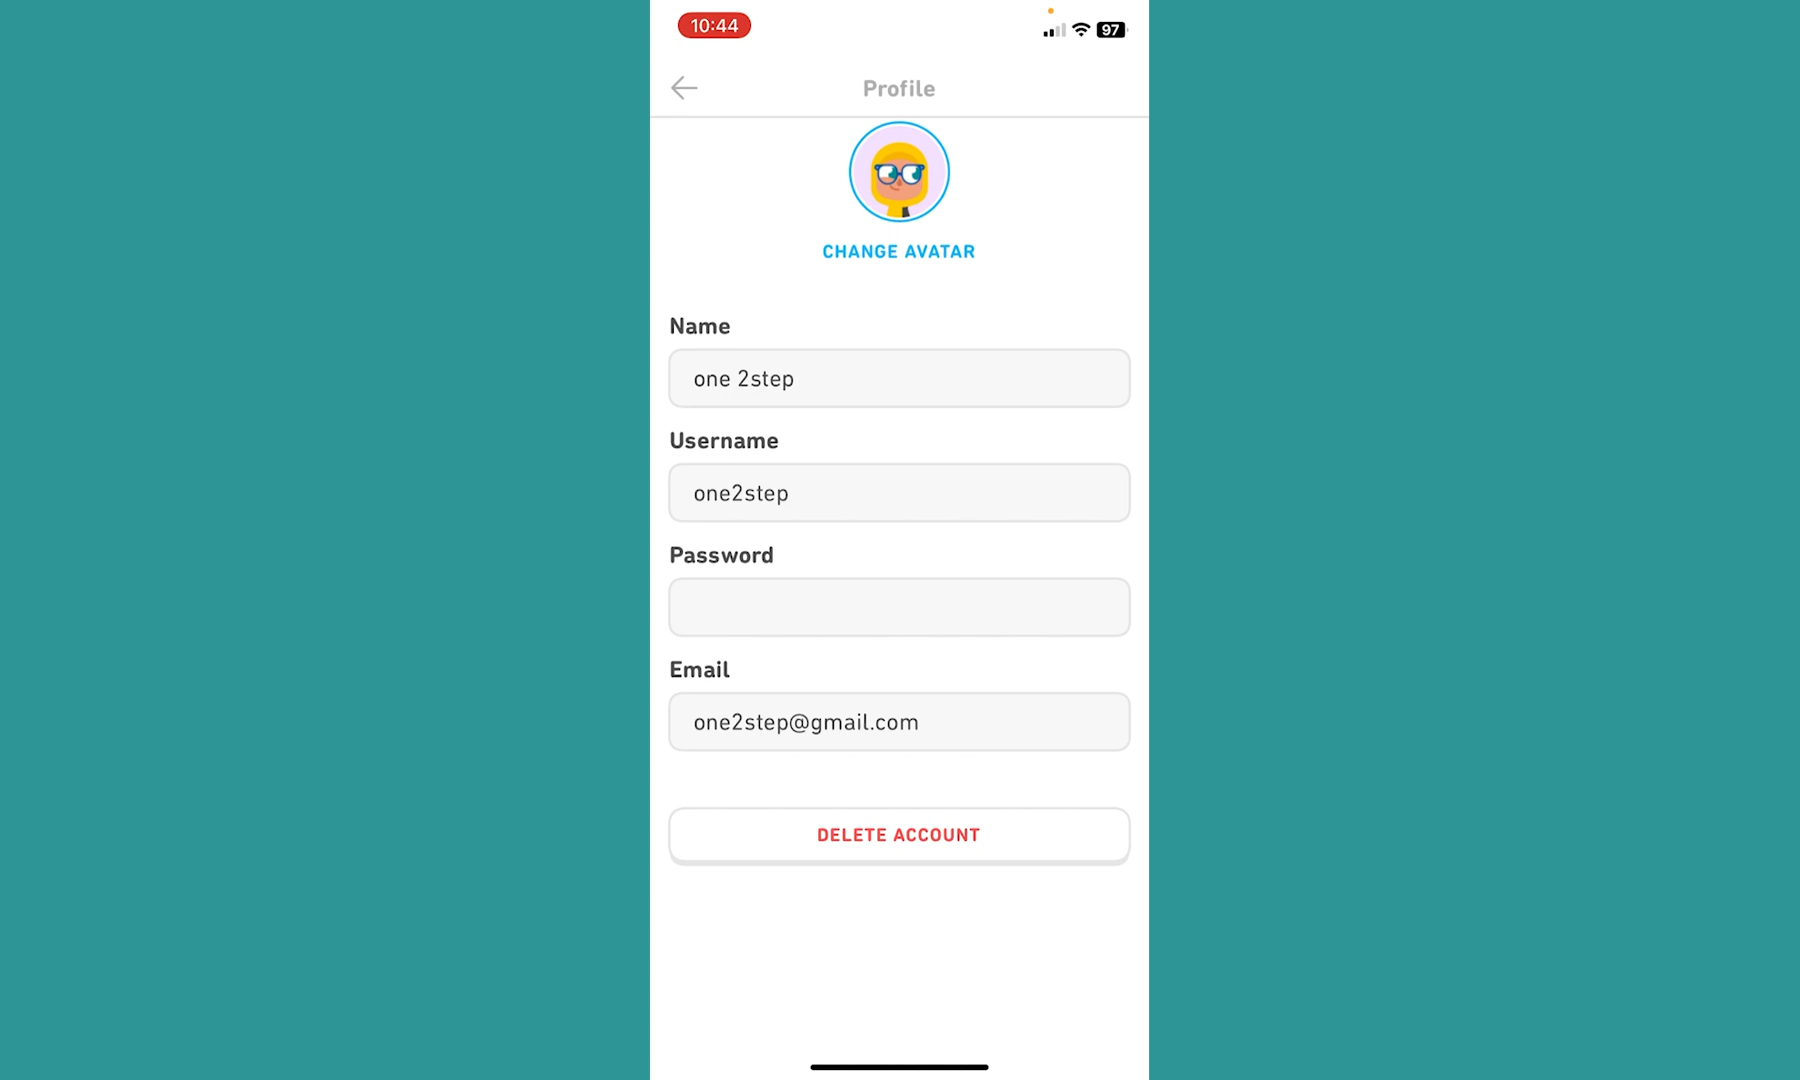 10:44
97
Profile
CHANGE AVATAR
Name
one 2step
Username
one2step
Password
Email
one2step@gmail.com
DELETE ACCOUNT